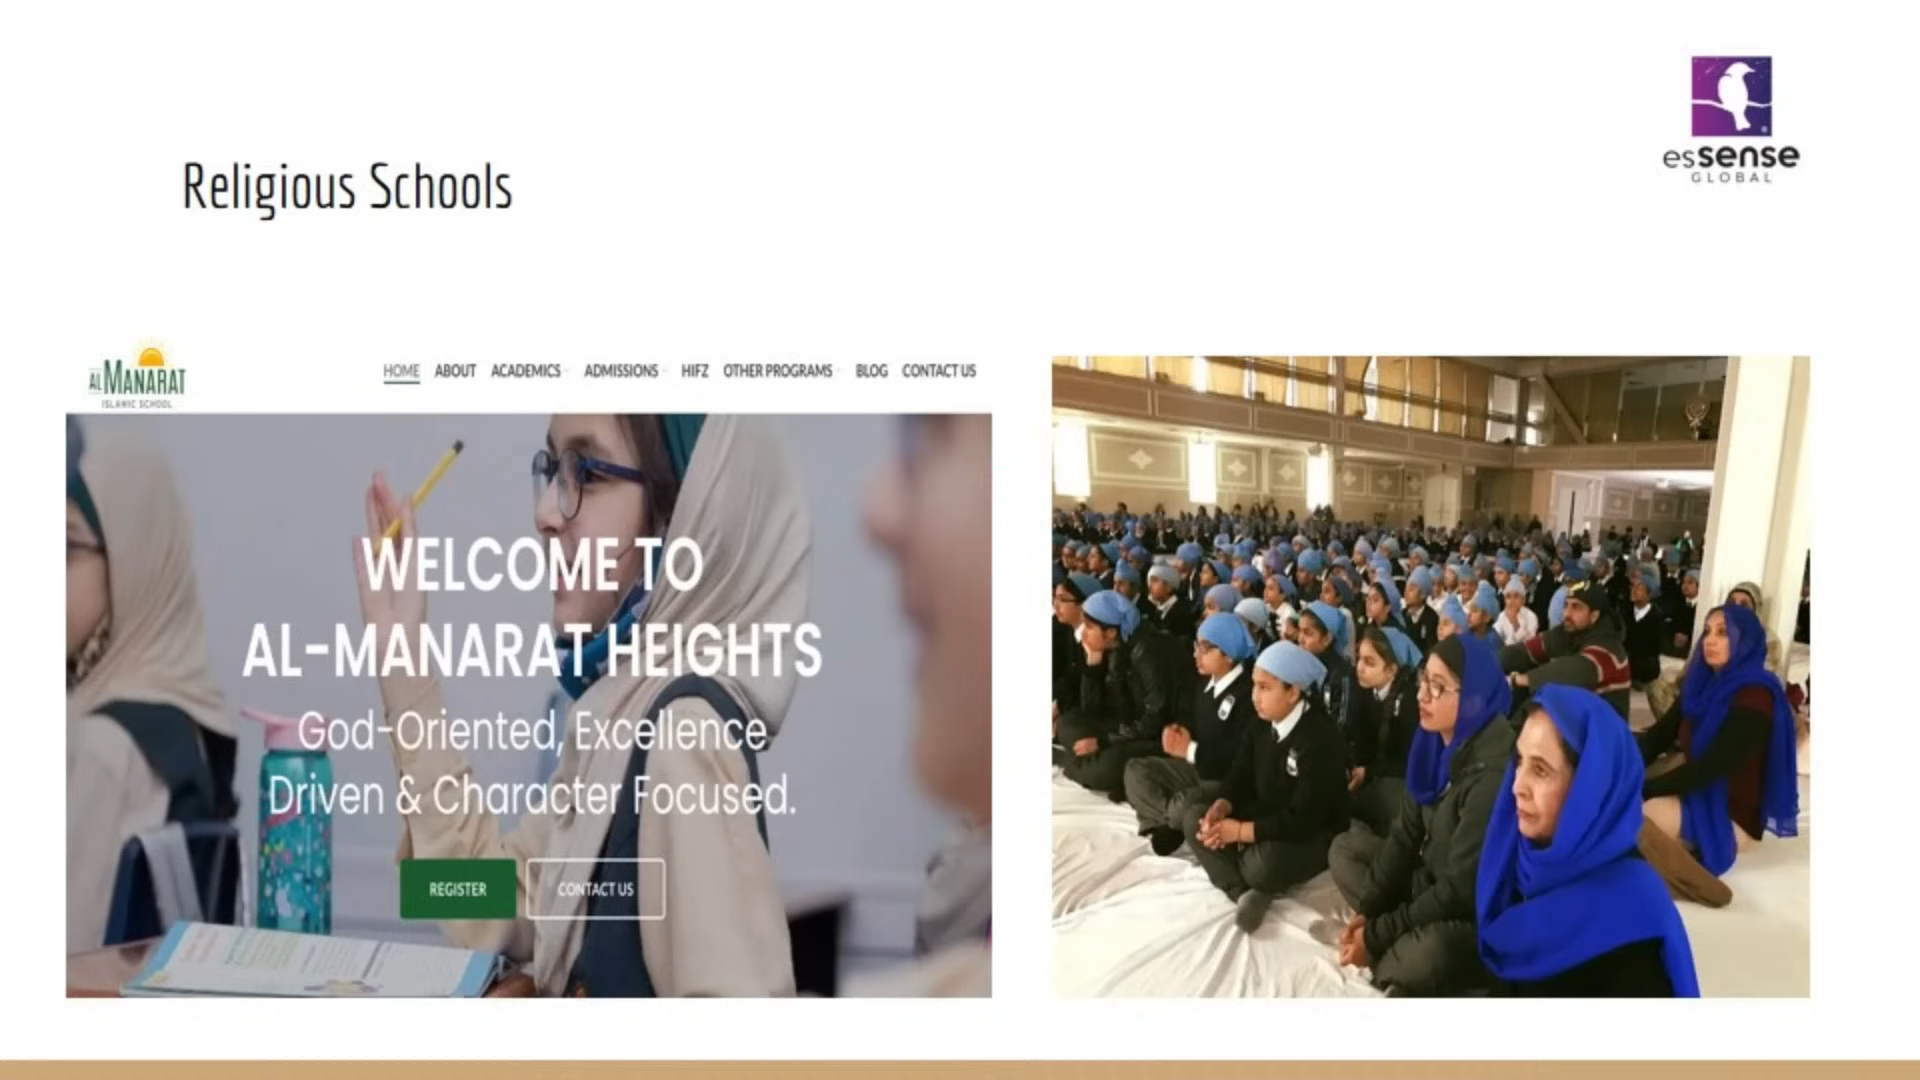 esSense
GLOBAL
Religious Schools
AL MANARAT
ISLAMIC SCHOOL
HOME ABOUT ACADEMICS ADMISSIONS HIFZ OTHER PROGRAMS BLOG CONTACT US
WELCOME TO
AL-MANARAT HEIGHTS
God-Oriented, Excellence
Driven & Character Focused.
REGISTER CONTACT US